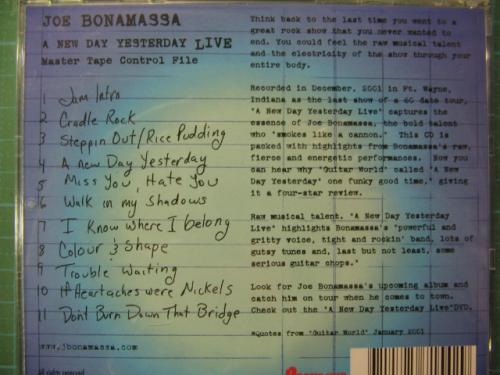 JOE BONAMASSA
A NEW DAY YESTERDAY LIVE
Master Tape Control File
1 Jam Intro
2 Cradle Rock
3 Steppin Out/Rice Pudding
4 A new Day Yesterday
5 Miss You, Hate You
6 Walk in my Shadows
7 I Know where I belong
8 Colour & Shape
9 Trouble Waiting
10 If Heartaches were Nickels
11 Don't Burn Down That Bridge
www.jbonamassa.com
All rights reserved
Think back to the last time you went to a
great rock show that you never wanted to
end. You could feel the raw musical talent
and the electricity of the show through your
entire body.
Recorded in December, 2001 in Ft. Wayne,
Indiana as the last show of a 60 date tour,
'A New Day Yesterday Live' captures the
essence of Joe Bonamassa, the bold talent
who "smokes like a cannon." This CD is
packed with highlights from Bonamassa's raw,
fierce and energetic performances. Now you
can hear why 'Guitar World' called 'A New
Day Yesterday' one funky good time," giving
it a four-star review.
Raw musical talent. 'A New Day Yesterday
Live' highlights Bonamassa's "powerful and
gritty voice, tight and rockin' band, lots of
gutsy tunes and, last but not least, some
serious guitar chops."
Look for Joe Bonamassa's upcoming album and
catch him on tour when he comes to town.
Check out the 'A New Day Yesterday Live'DVD.
*Quotes from 'Guitar World' January 2001